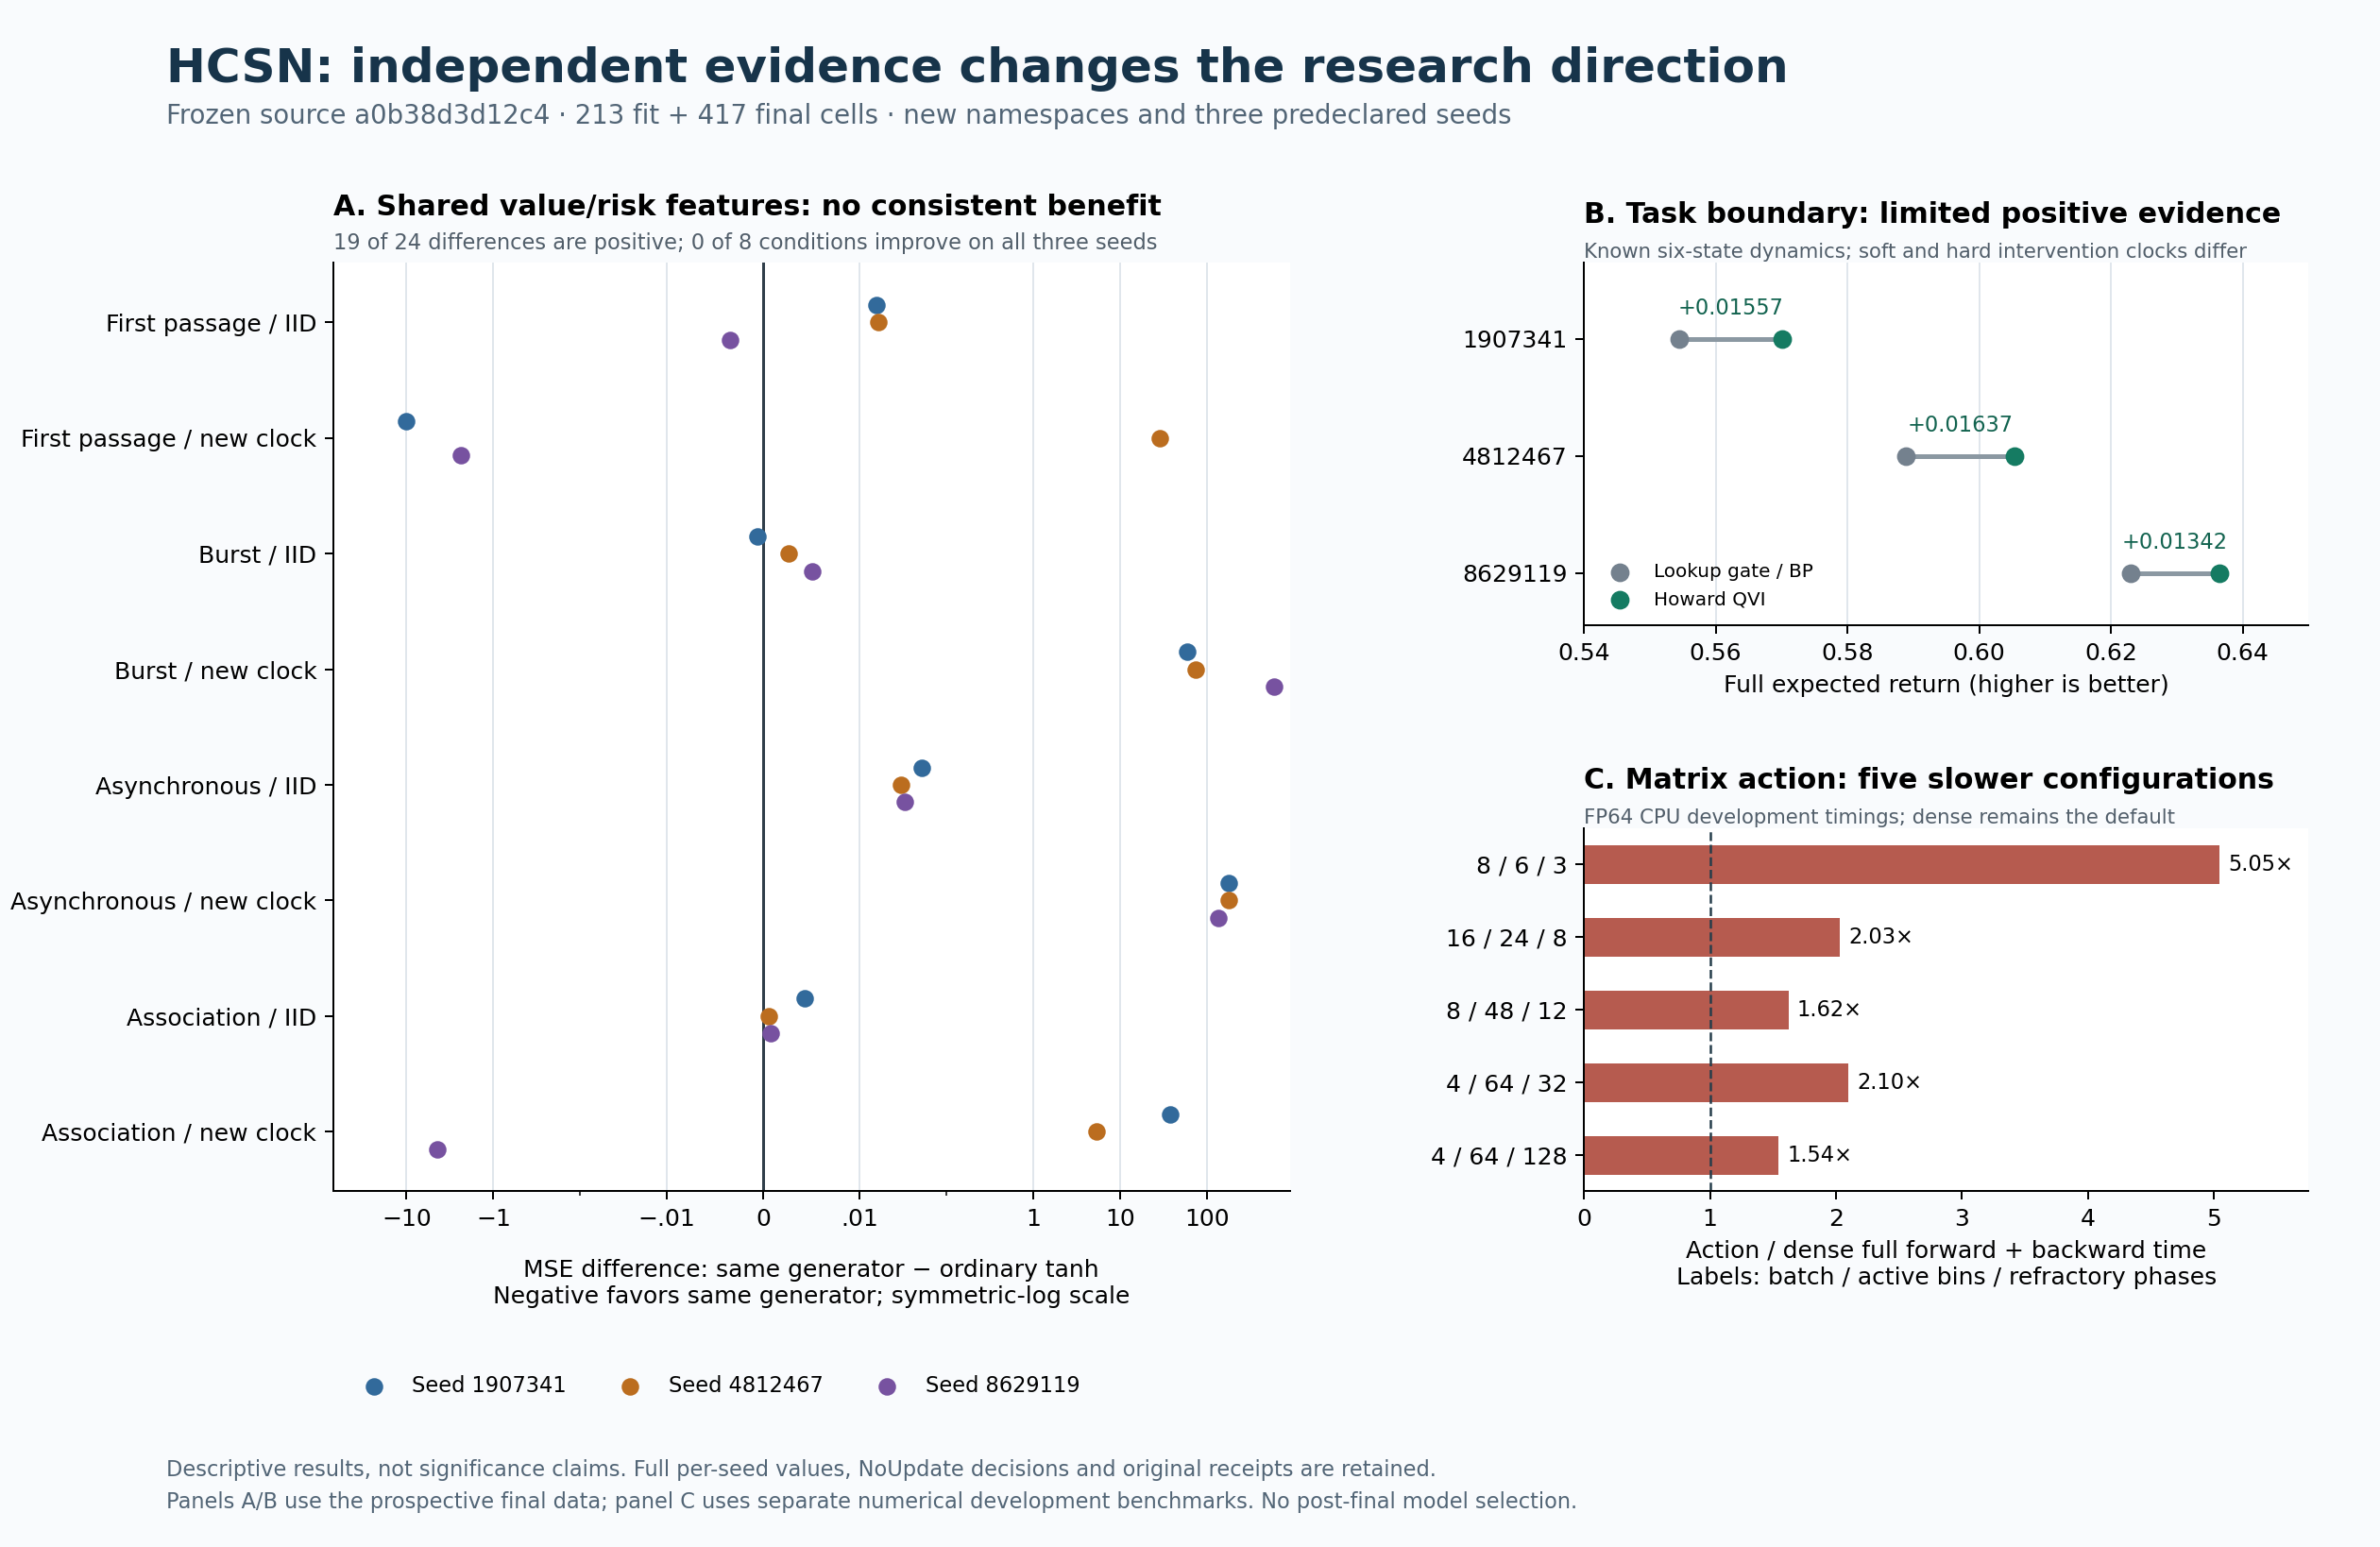 HCSN: independent evidence changes the research direction
Frozen source a0b38d3d12c4 · 213 fit + 417 final cells · new namespaces and three predeclared seeds
A. Shared value/risk features: no consistent benefit
19 of 24 differences are positive; 0 of 8 conditions improve on all three seeds
First passage / IID
First passage / new clock
Burst / IID
Burst / new clock
Asynchronous / IID
Asynchronous / new clock
Association / IID
Association / new clock
−10 −1 −.01 0 .01 1 10 100
MSE difference: same generator − ordinary tanh
Negative favors same generator; symmetric-log scale
Seed 1907341 Seed 4812467 Seed 8629119
B. Task boundary: limited positive evidence
Known six-state dynamics; soft and hard intervention clocks differ
+0.01557
1907341
+0.01637
4812467
+0.01342
8629119
Lookup gate / BP
Howard QVI
0.54 0.56 0.58 0.60 0.62 0.64
Full expected return (higher is better)
C. Matrix action: five slower configurations
FP64 CPU development timings; dense remains the default
8 / 6 / 3 5.05×
16 / 24 / 8 2.03×
8 / 48 / 12 1.62×
4 / 64 / 32 2.10×
4 / 64 / 128 1.54×
0 1 2 3 4 5
Action / dense full forward + backward time
Labels: batch / active bins / refractory phases
Descriptive results, not significance claims. Full per-seed values, NoUpdate decisions and original receipts are retained.
Panels A/B use the prospective final data; panel C uses separate numerical development benchmarks. No post-final model selection.